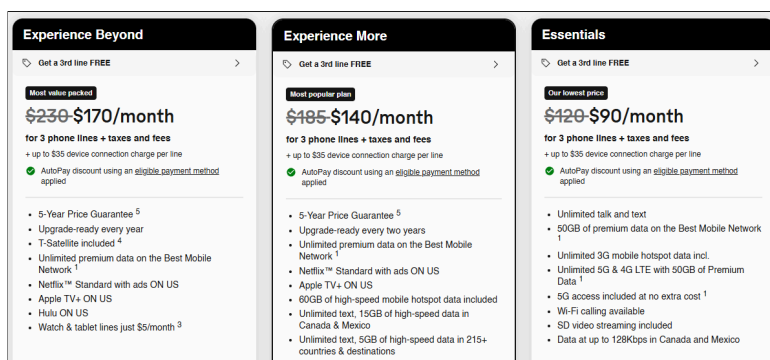 Experience Beyond
Get a 3rd line FREE
Most value packed
$230 $170/month
for 3 phone lines + taxes and fees
+ up to $35 device connection charge per line
AutoPay discount using an eligible payment method
applied
• 5-Year Price Guarantee 5
• Upgrade-ready every year
• T-Satellite included 4
• Unlimited premium data on the Best Mobile
Network 1
• Netflix™ Standard with ads ON US
• Apple TV+ ON US
• Hulu ON US
• Watch & tablet lines just $5/month 3
Experience More
Get a 3rd line FREE
Most popular plan
$185 $140/month
for 3 phone lines + taxes and fees
+ up to $35 device connection charge per line
AutoPay discount using an eligible payment method
applied
• 5-Year Price Guarantee 5
• Upgrade-ready every two years
• Unlimited premium data on the Best Mobile
Network 1
• Netflix™ Standard with ads ON US
• Apple TV+ ON US
• 60GB of high-speed mobile hotspot data included
• Unlimited text, 15GB of high-speed data in
Canada & Mexico
• Unlimited text, 5GB of high-speed data in 215+
countries & destinations
Essentials
Get a 3rd line FREE
Our lowest price
$120 $90/month
for 3 phone lines + taxes and fees
+ up to $35 device connection charge per line
AutoPay discount using an eligible payment method
applied
• Unlimited talk and text
• 50GB of premium data on the Best Mobile Network
1
• Unlimited 3G mobile hotspot data incl.
• Unlimited 5G & 4G LTE with 50GB of Premium
Data 1
• 5G access included at no extra cost 1
• Wi-Fi calling available
• SD video streaming included
• Data at up to 128Kbps in Canada and Mexico